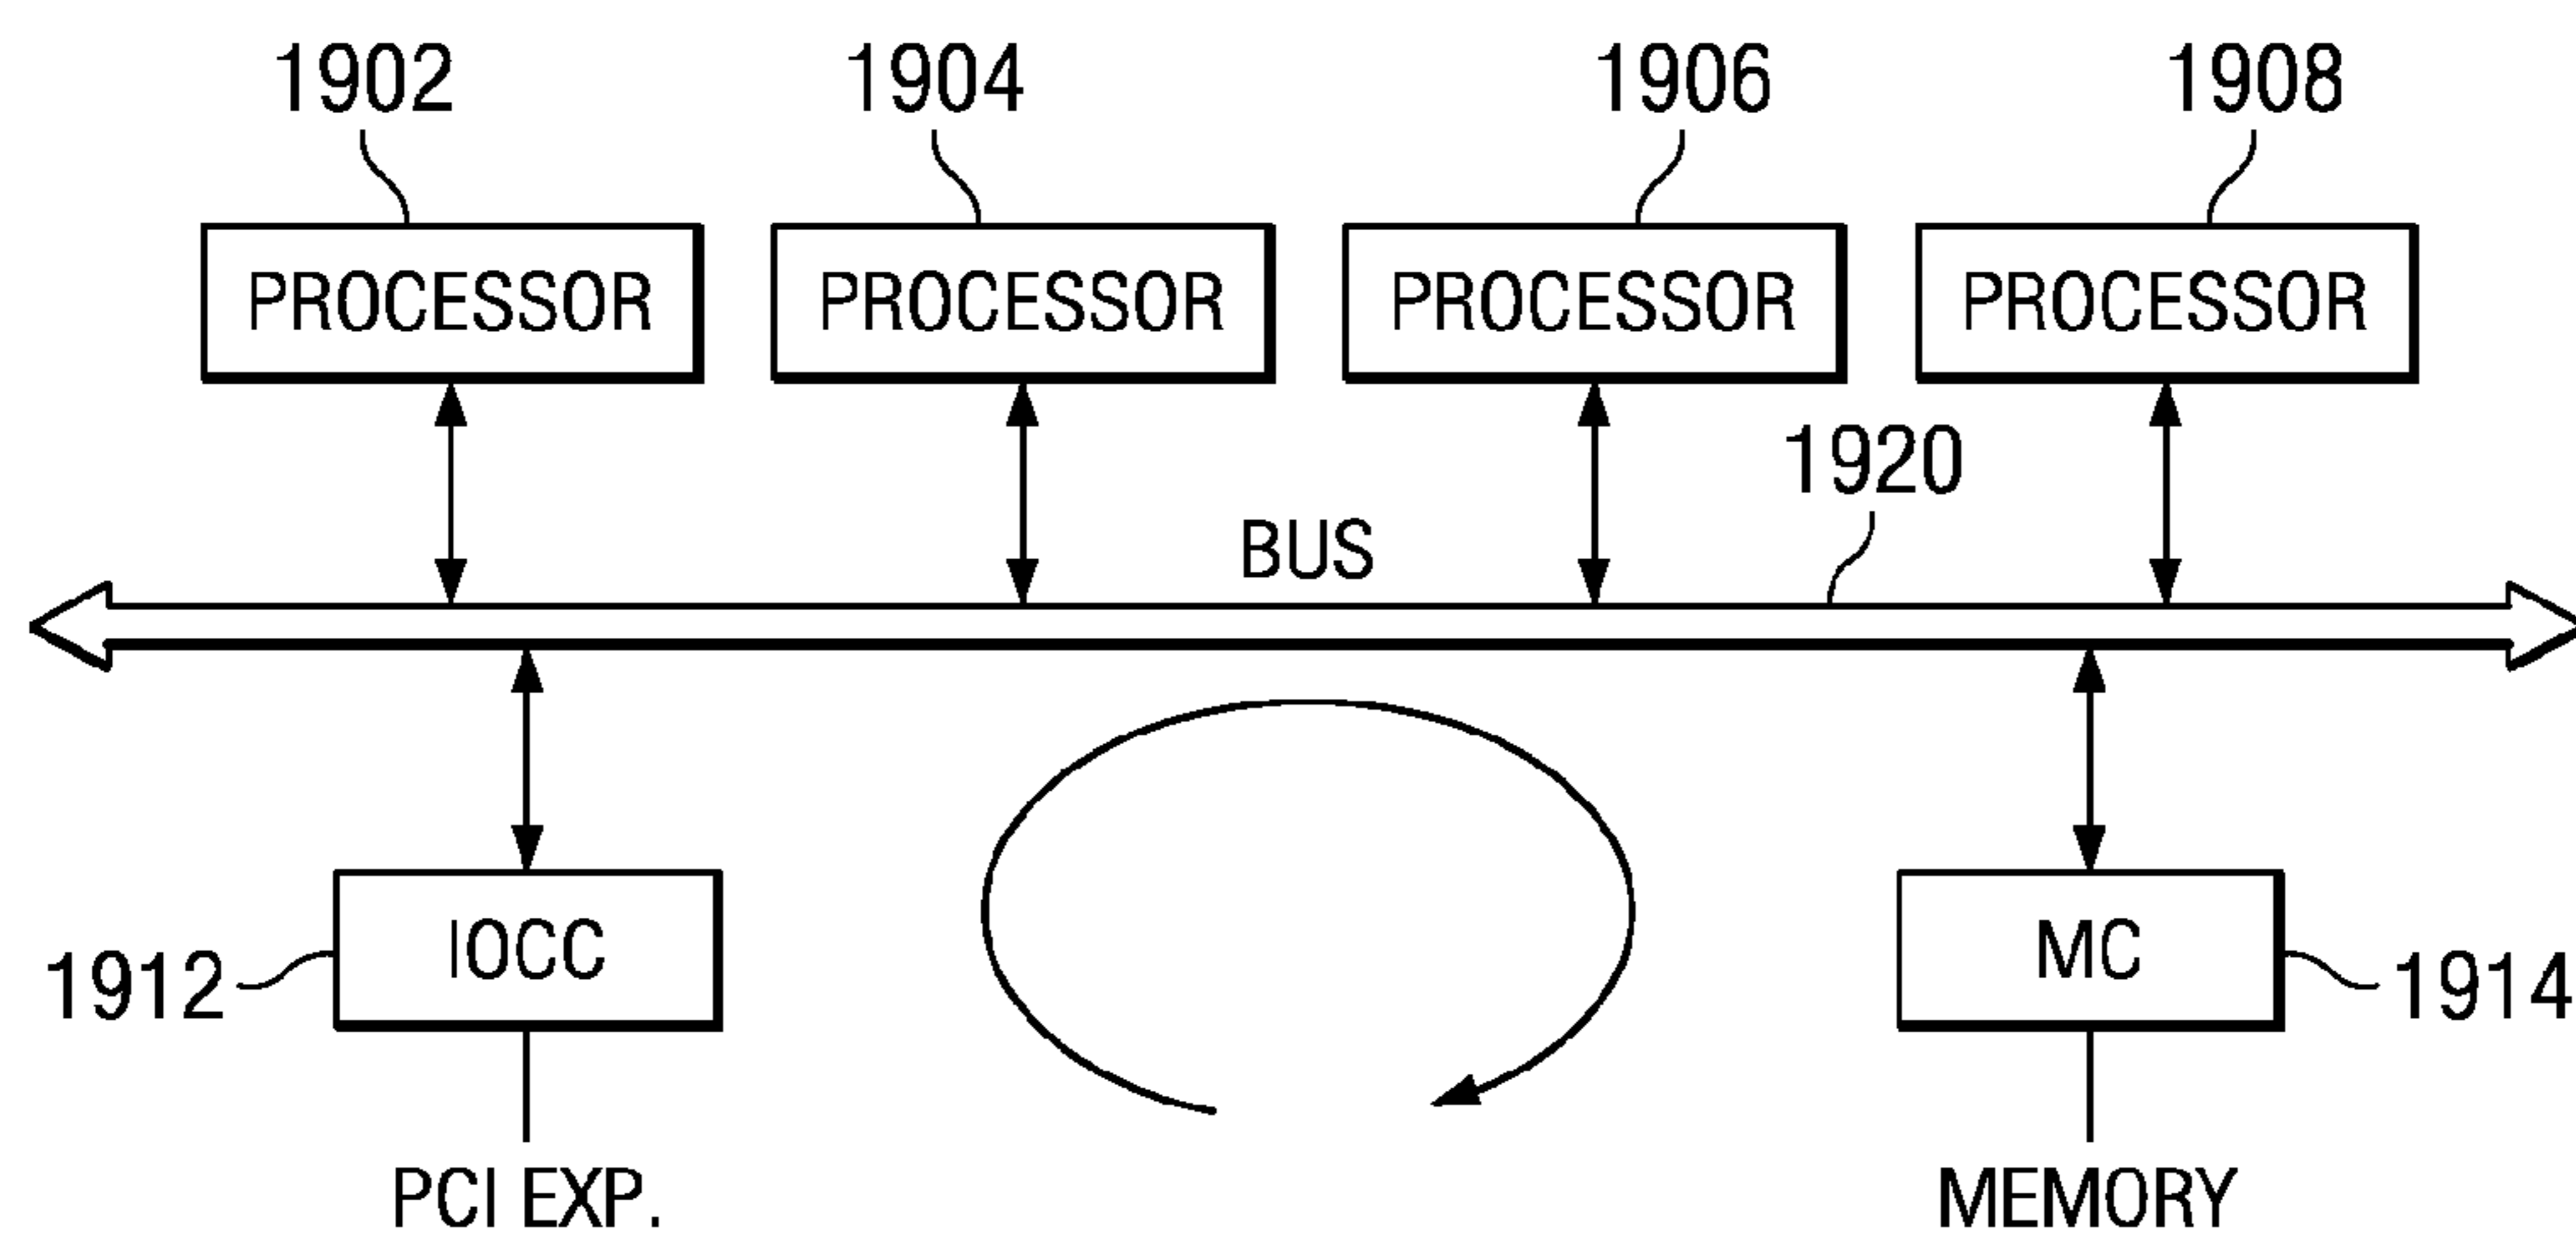 1902 1904 1906 1908
PROCESSOR PROCESSOR PROCESSOR PROCESSOR
1920
BUS
IOCC MC
1912 1914
PCI EXP. MEMORY